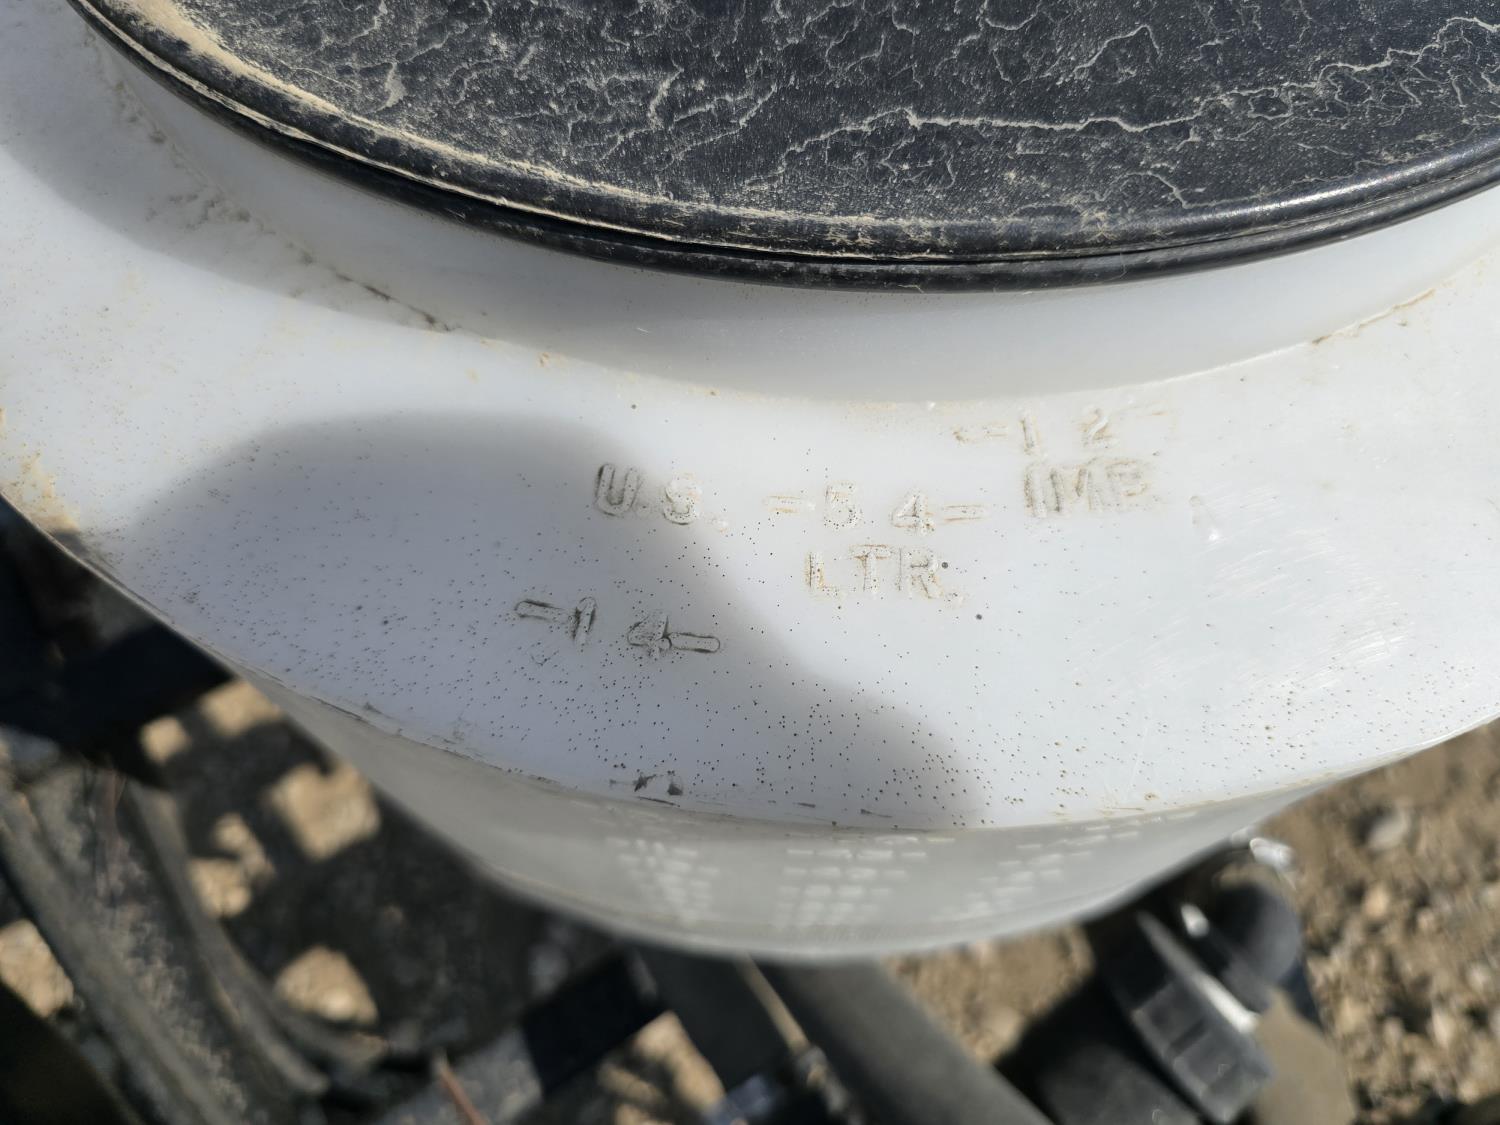 -12-
U.S. -54- IMP.
LTR.
-14-